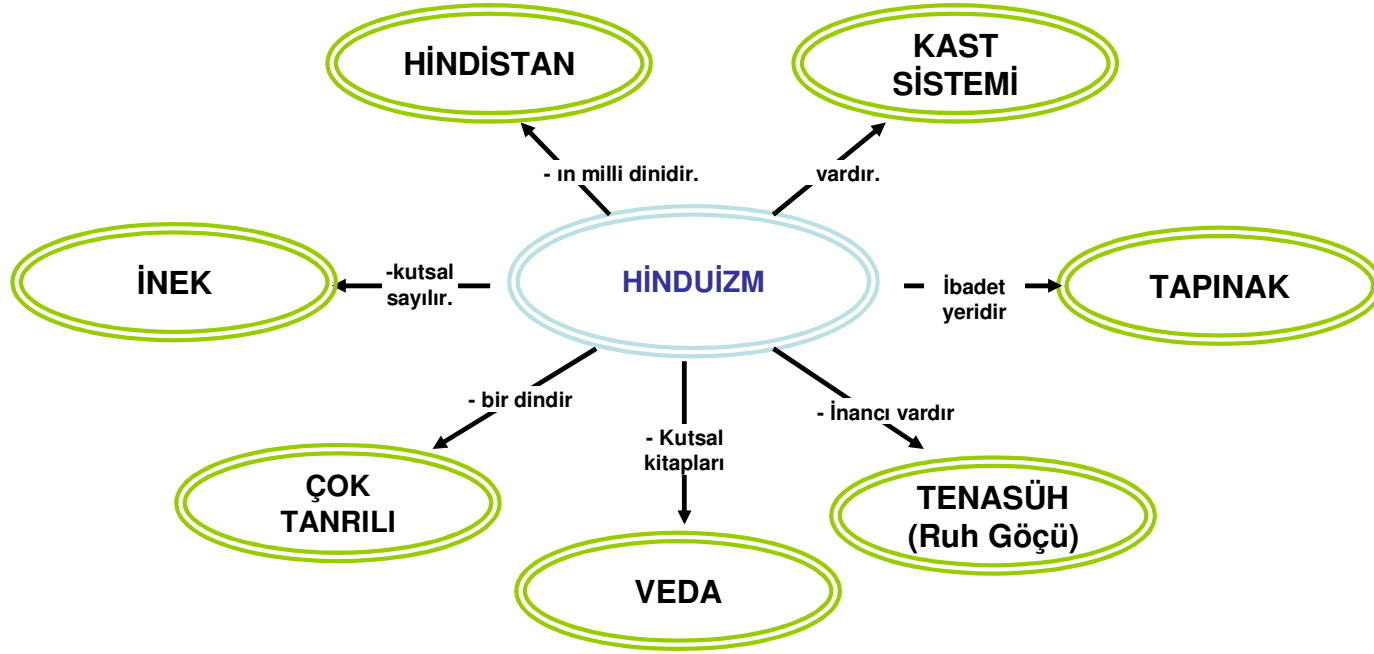 HİNDİSTAN
KAST
SİSTEMİ
- ın milli dinidir.
vardır.
İNEK
-kutsal
sayılır.
HİNDUİZM
İbadet
yeridir
TAPINAK
- bir dindir
- Kutsal
kitapları
- İnancı vardır
ÇOK
TANRILI
VEDA
TENASÜH
(Ruh Göçü)